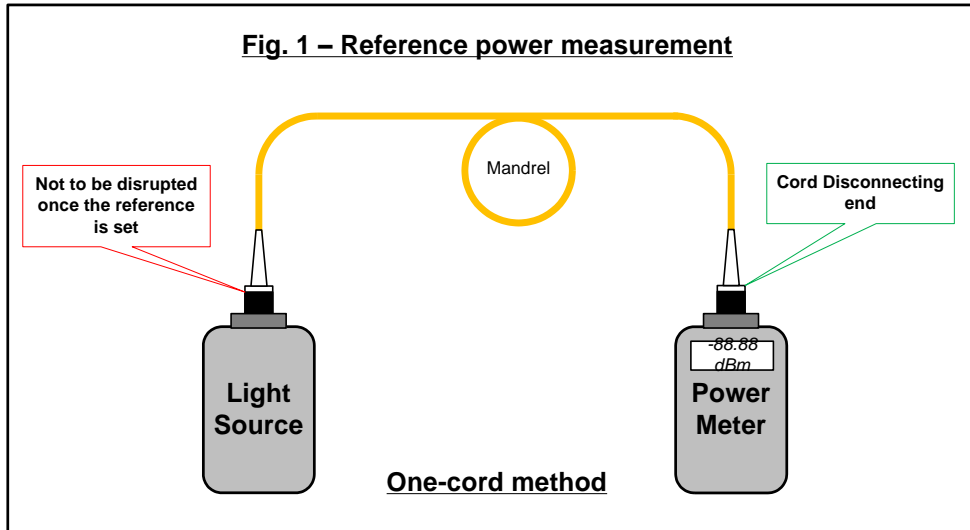 Fig. 1 – Reference power measurement
Mandrel
Not to be disrupted
once the reference
is set
Cord Disconnecting
end
-88.88
dBm
Light
Source
Power
Meter
One-cord method